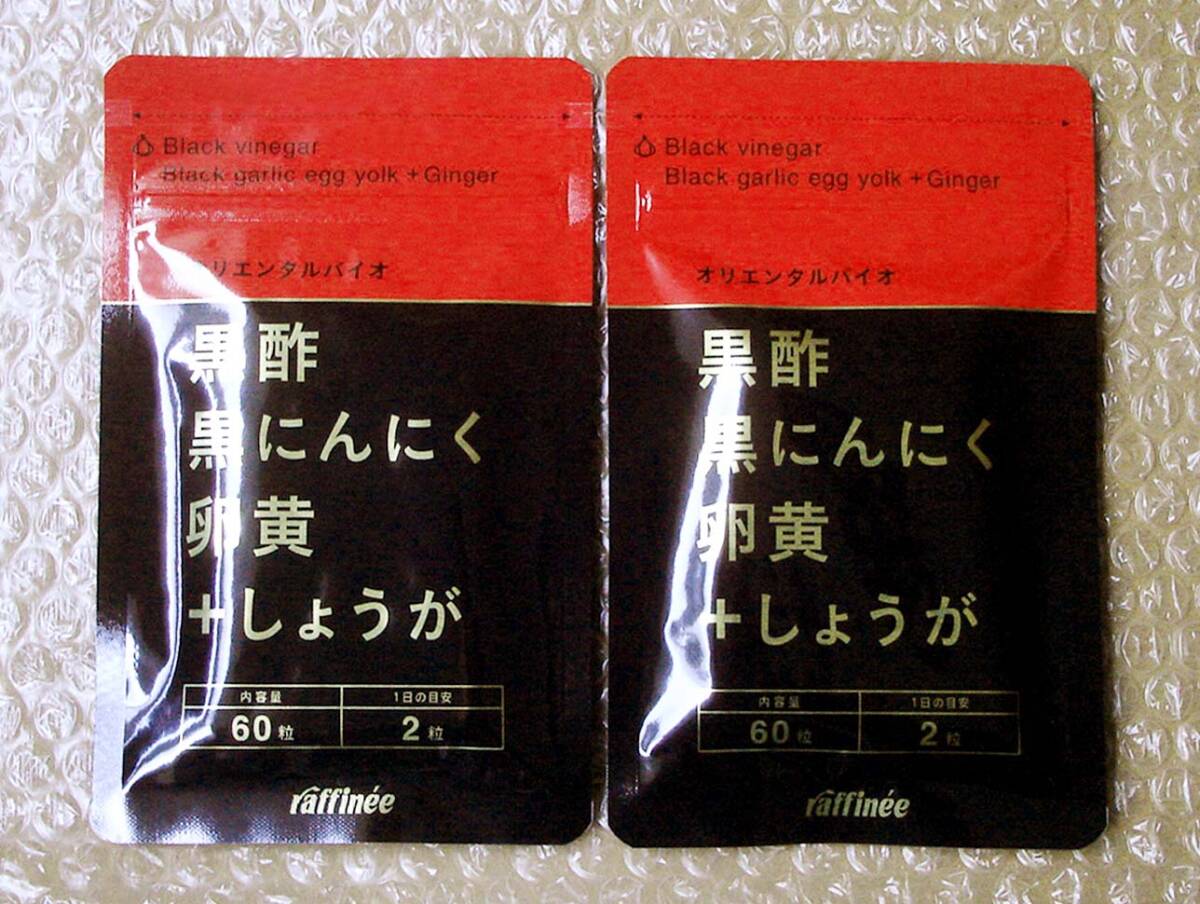 Black vinegar
Black garlic egg yolk + Ginger
オリエンタルバイオ
黒酢
黒にんにく
卵黄
+しょうが
内容量 1日の目安
60粒 2粒
raffinée
Black vinegar
Black garlic egg yolk + Ginger
オリエンタルバイオ
黒酢
黒にんにく
卵黄
+しょうが
内容量 1日の目安
60粒 2粒
raffinée